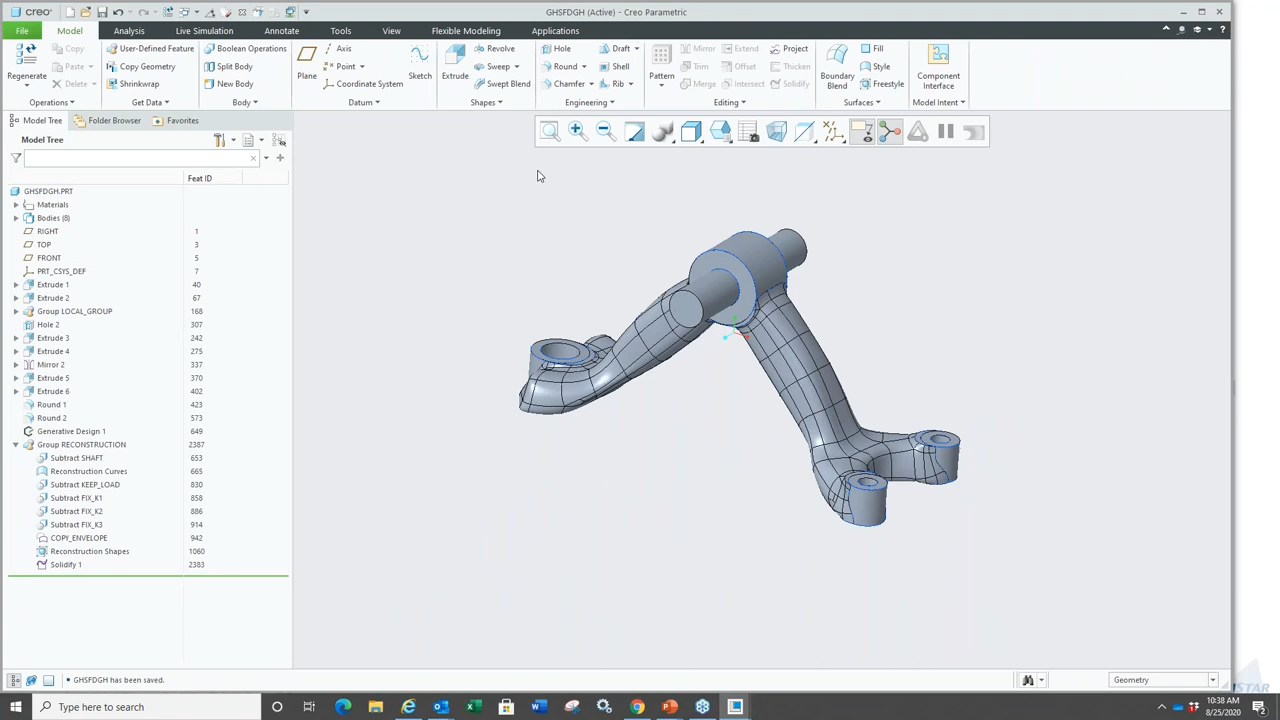 creo
GHSFDGH (Active) - Creo Parametric
File
Model
Analysis
Live Simulation
Annotate
Tools
View
Flexible Modeling
Applications
Regenerate
Copy
Paste
Delete
Operations
User-Defined Feature
Copy Geometry
Shrinkwrap
Get Data
Boolean Operations
Split Body
New Body
Body
Plane
Axis
Point
Coordinate System
Sketch
Datum
Extrude
Revolve
Sweep
Swept Blend
Shapes
Hole
Round
Chamfer
Draft
Shell
Rib
Engineering
Pattern
Mirror
Trim
Merge
Extend
Offset
Intersect
Project
Thicken
Solidify
Editing
Boundary
Blend
Fill
Style
Freestyle
Surfaces
Component
Interface
Model Intent
Model Tree
Folder Browser
Favorites
Model Tree
Feat ID
GHSFDGH.PRT
Materials
Bodies (8)
RIGHT 1
TOP 3
FRONT 5
PRT_CSYS_DEF 7
Extrude 1 40
Extrude 2 67
Group LOCAL_GROUP 168
Hole 2 307
Extrude 3 242
Extrude 4 275
Mirror 2 337
Extrude 5 370
Extrude 6 402
Round 1 423
Round 2 573
Generative Design 1 649
Group RECONSTRUCTION 2387
Subtract SHAFT 653
Reconstruction Curves 665
Subtract KEEP_LOAD 830
Subtract FIX_K1 858
Subtract FIX_K2 886
Subtract FIX_K3 914
COPY_ENVELOPE 942
Reconstruction Shapes 1060
Solidify 1 2383
• GHSFDGH has been saved.
Geometry
Type here to search
10:38 AM
8/25/2020